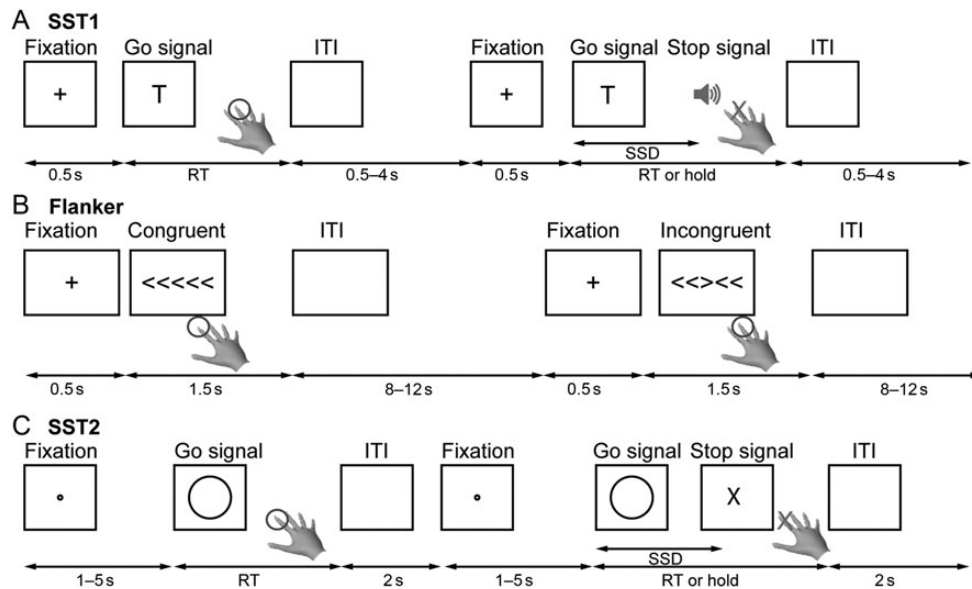 A SST1
Fixation Go signal ITI Fixation Go signal Stop signal ITI
+ T + T
SSD
0.5 s RT 0.5–4 s 0.5 s RT or hold 0.5–4 s
B Flanker
Fixation Congruent ITI Fixation Incongruent ITI
+ <<<<< + <<><<
0.5 s 1.5 s 8–12 s 0.5 s 1.5 s 8–12 s
C SST2
Fixation Go signal ITI Fixation Go signal Stop signal ITI
X
SSD
1–5 s RT 2 s 1–5 s RT or hold 2 s